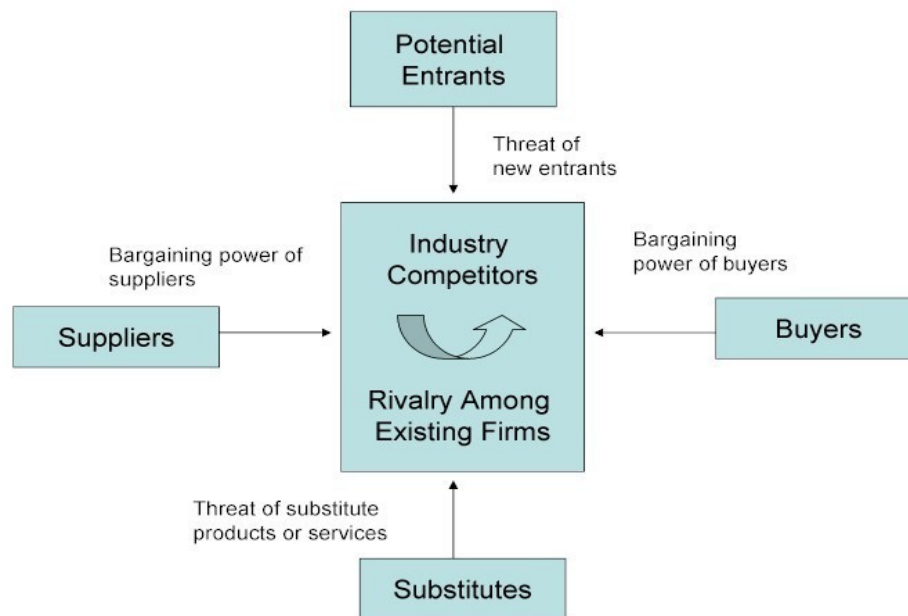 Potential
Entrants
Threat of
new entrants
Industry
Competitors
Bargaining power of
suppliers
Bargaining
power of buyers
Suppliers
Buyers
Rivalry Among
Existing Firms
Threat of substitute
products or services
Substitutes